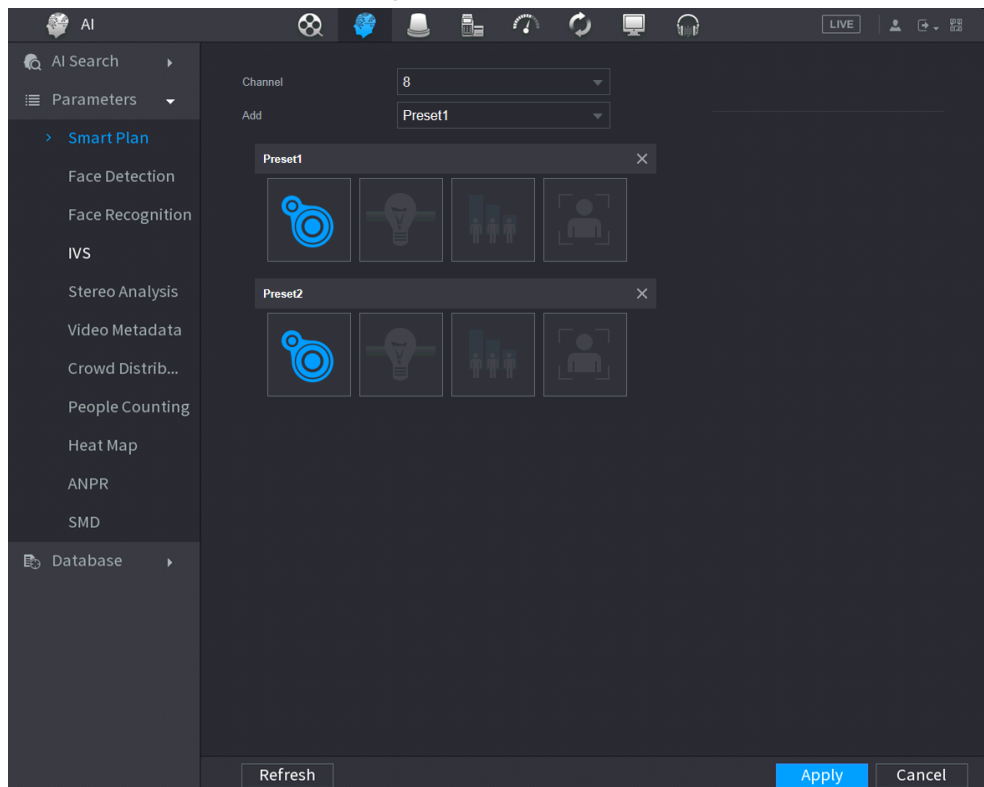 AI
LIVE
AI Search
Parameters
Smart Plan
Face Detection
Face Recognition
IVS
Stereo Analysis
Video Metadata
Crowd Distrib...
People Counting
Heat Map
ANPR
SMD
Database
Channel
8
Add
Preset1
Preset1
Preset2
Refresh
Apply
Cancel